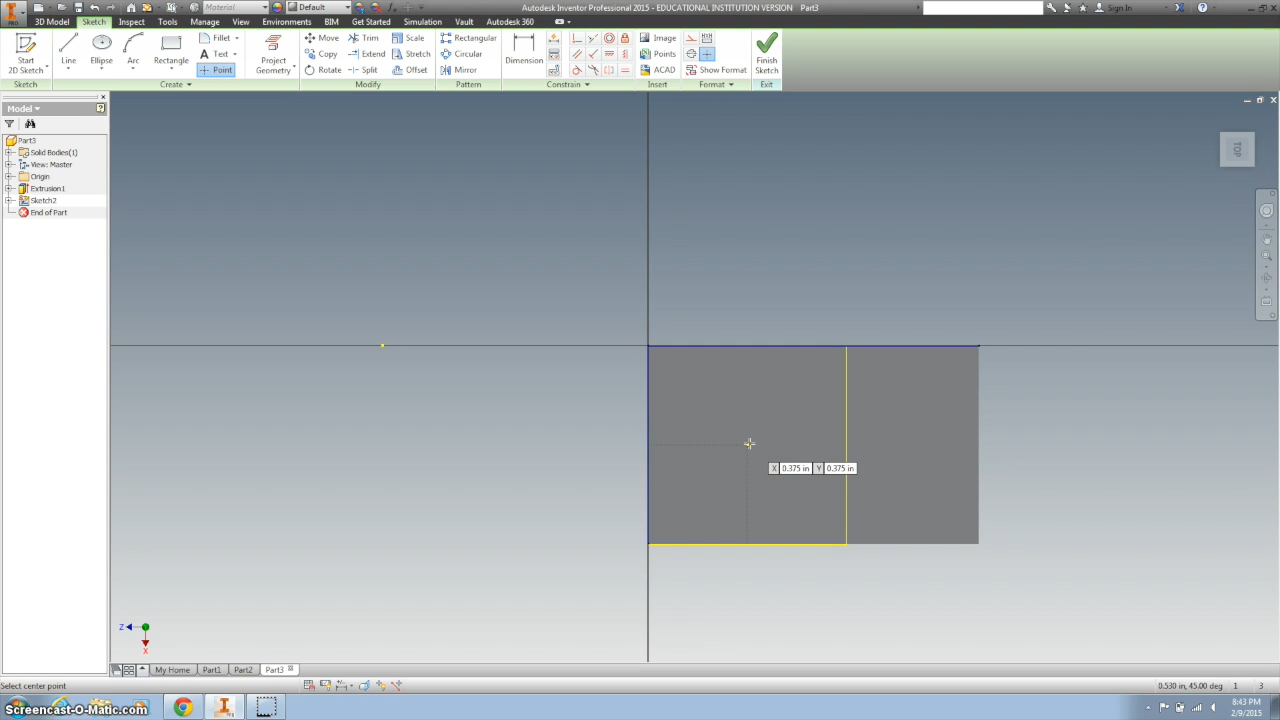 PRO
Material
Default
Autodesk Inventor Professional 2015 - EDUCATIONAL INSTITUTION VERSION Part3
Sign In
3D Model Sketch Inspect Tools Manage View Environments BIM Get Started Simulation Vault Autodesk 360
Start
2D Sketch
Line
Ellipse
Arc
Rectangle
Fillet
Text
Point
Project
Geometry
Move Trim Scale
Copy Extend Stretch
Rotate Split Offset
Rectangular
Circular
Mirror
Dimension
Image
Points
ACAD
Show Format
Finish
Sketch
Sketch Create Modify Pattern Constrain Insert Format Exit
Model
Part3
Solid Bodies(1)
View: Master
Origin
Extrusion1
Sketch2
End of Part
TOP
X 0.375 in Y 0.375 in
Z
X
My Home Part1 Part2 Part3
Select center point
0.530 in, 45.00 deg 1 3
Screencast-O-Matic.com
8:43 PM
2/9/2015